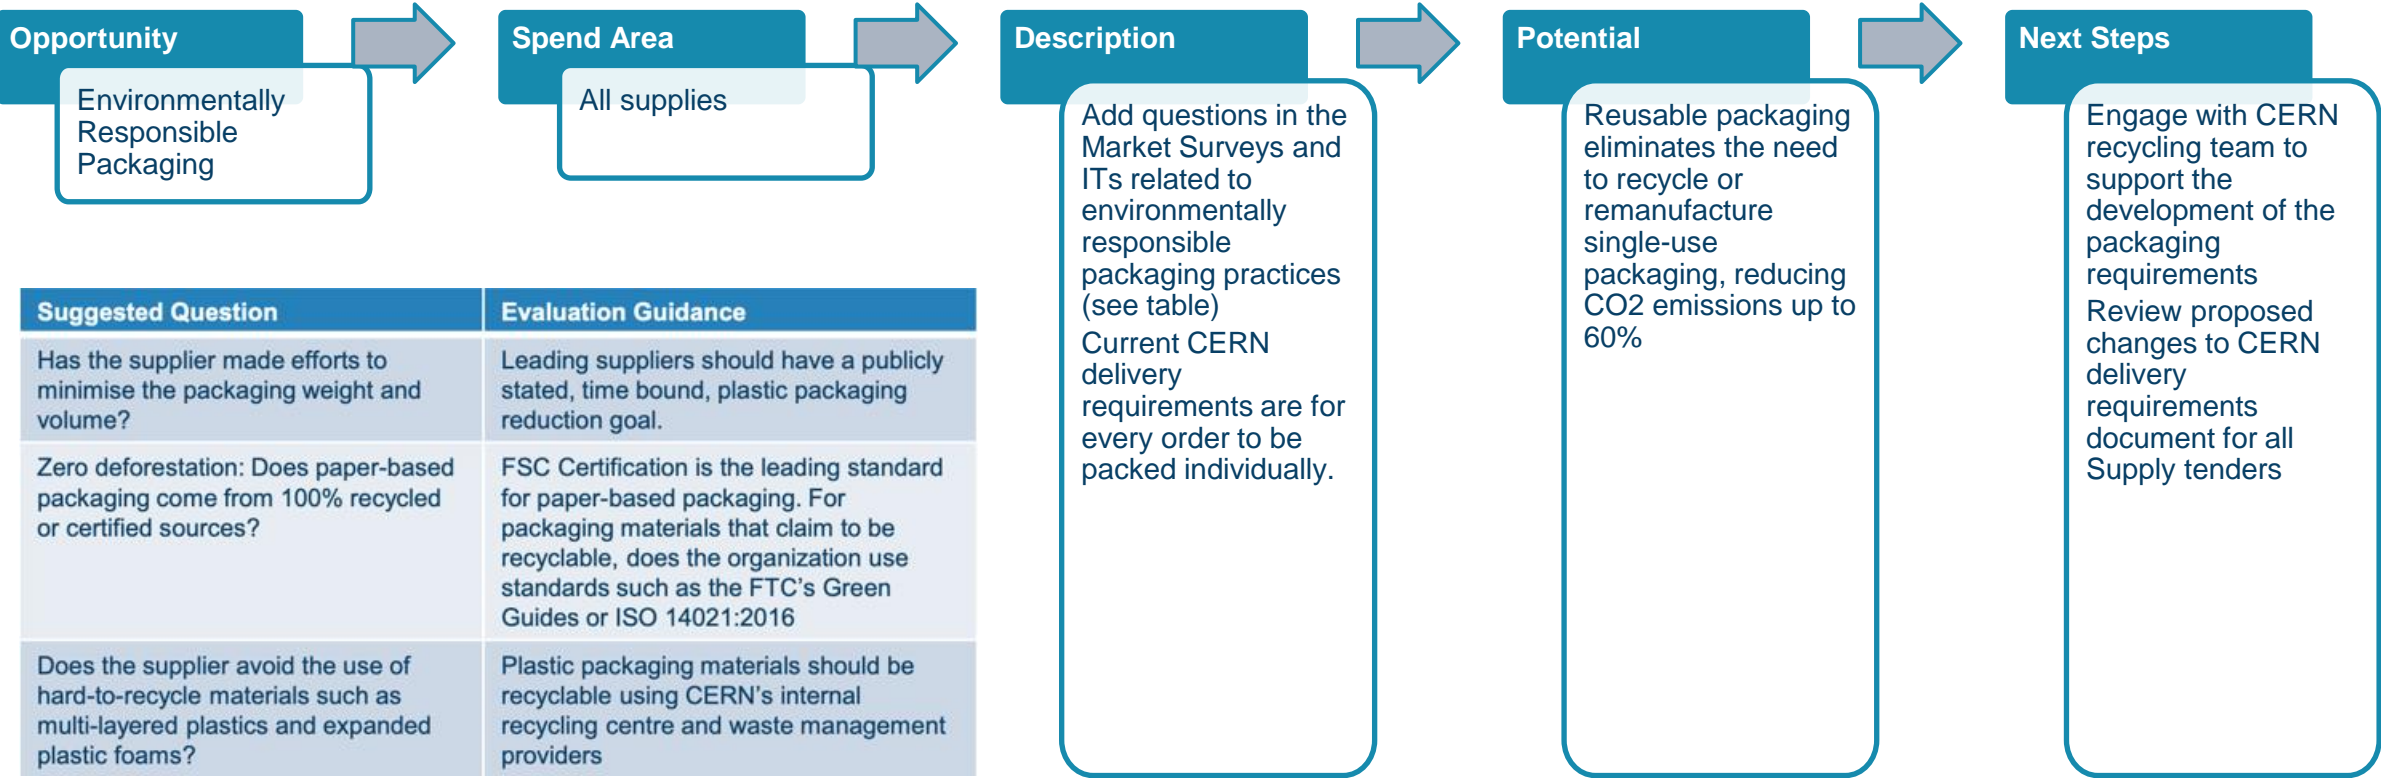 Opportunity
Environmentally
Responsible
Packaging
Spend Area
All supplies
Description
Add questions in the
Market Surveys and
ITs related to
environmentally
responsible
packaging practices
(see table)
Current CERN
delivery
requirements are for
every order to be
packed individually.
Potential
Reusable packaging
eliminates the need
to recycle or
remanufacture
single-use
packaging, reducing
CO2 emissions up to
60%
Next Steps
Engage with CERN
recycling team to
support the
development of the
packaging
requirements
Review proposed
changes to CERN
delivery
requirements
document for all
Supply tenders
Suggested Question
Evaluation Guidance
Has the supplier made efforts to
minimise the packaging weight and
volume?
Leading suppliers should have a publicly
stated, time bound, plastic packaging
reduction goal.
Zero deforestation: Does paper-based
packaging come from 100% recycled
or certified sources?
FSC Certification is the leading standard
for paper-based packaging. For
packaging materials that claim to be
recyclable, does the organization use
standards such as the FTC's Green
Guides or ISO 14021:2016
Does the supplier avoid the use of
hard-to-recycle materials such as
multi-layered plastics and expanded
plastic foams?
Plastic packaging materials should be
recyclable using CERN's internal
recycling centre and waste management
providers